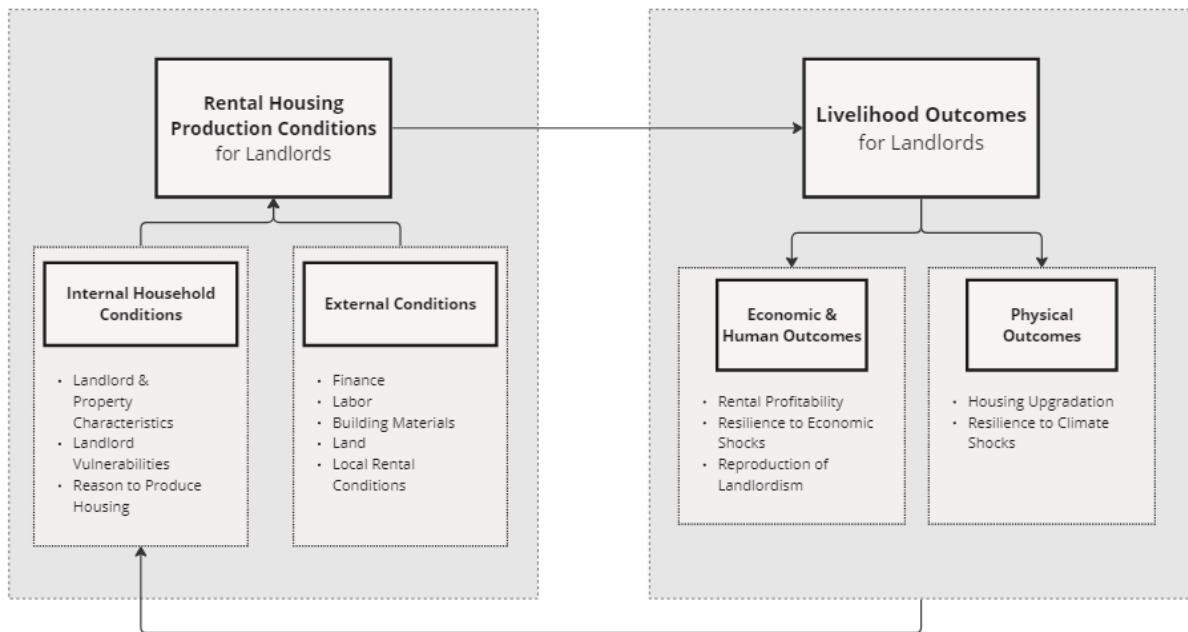 Rental Housing
Production Conditions
for Landlords
Livelihood Outcomes
for Landlords
Internal Household
Conditions
• Landlord &
Property
Characteristics
• Landlord
Vulnerabilities
• Reason to Produce
Housing
External Conditions
• Finance
• Labor
• Building Materials
• Land
• Local Rental
Conditions
Economic &
Human Outcomes
• Rental Profitability
• Resilience to Economic
Shocks
• Reproduction of
Landlordism
Physical
Outcomes
• Housing Upgradation
• Resilience to Climate
Shocks